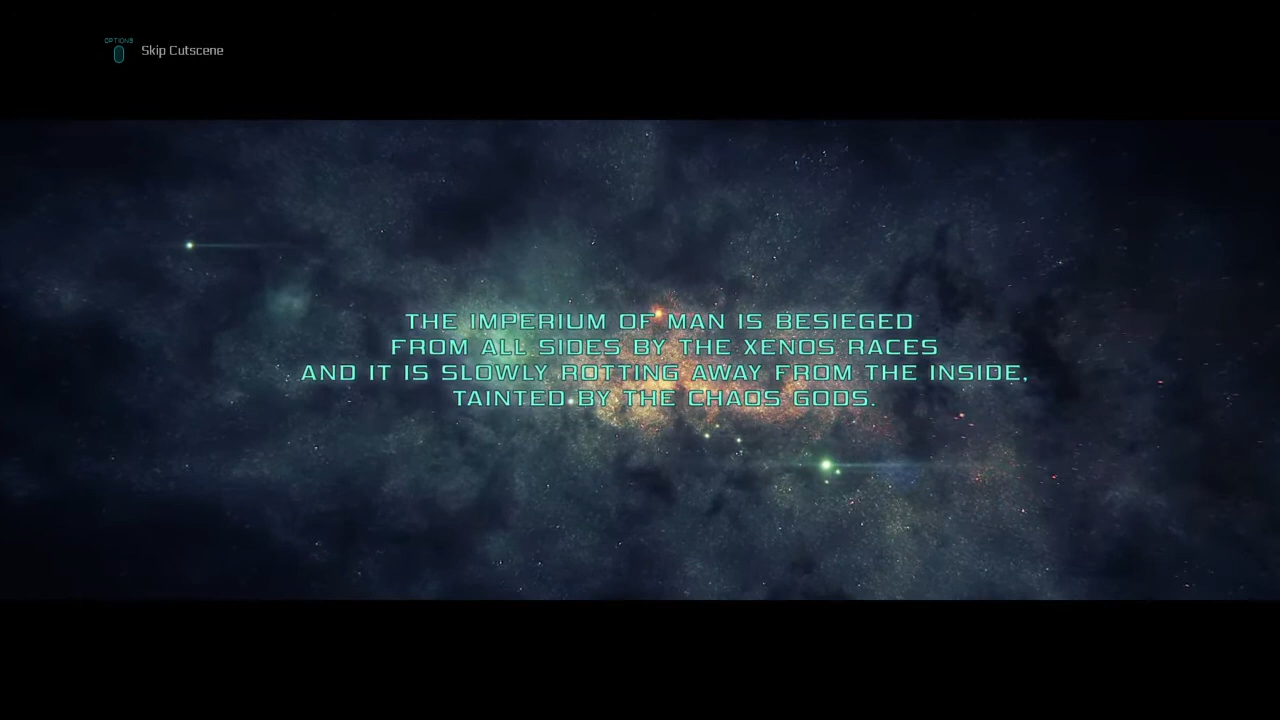 OPTIONS
Skip Cutscene
THE IMPERIUM OF MAN IS BESIEGED
FROM ALL SIDES BY THE XENOS RACES
AND IT IS SLOWLY ROTTING AWAY FROM THE INSIDE,
TAINTED BY THE CHAOS GODS.